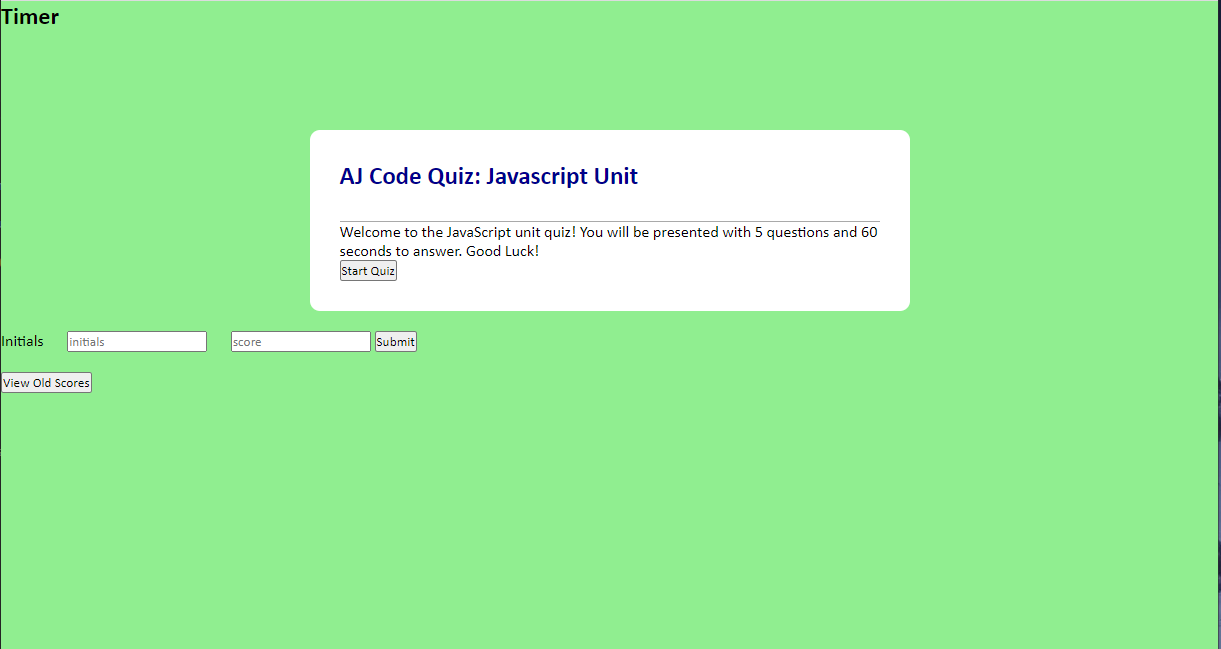 Timer
AJ Code Quiz: Javascript Unit
Welcome to the JavaScript unit quiz! You will be presented with 5 questions and 60
seconds to answer. Good Luck!
Start Quiz
Initials initials score Submit
View Old Scores